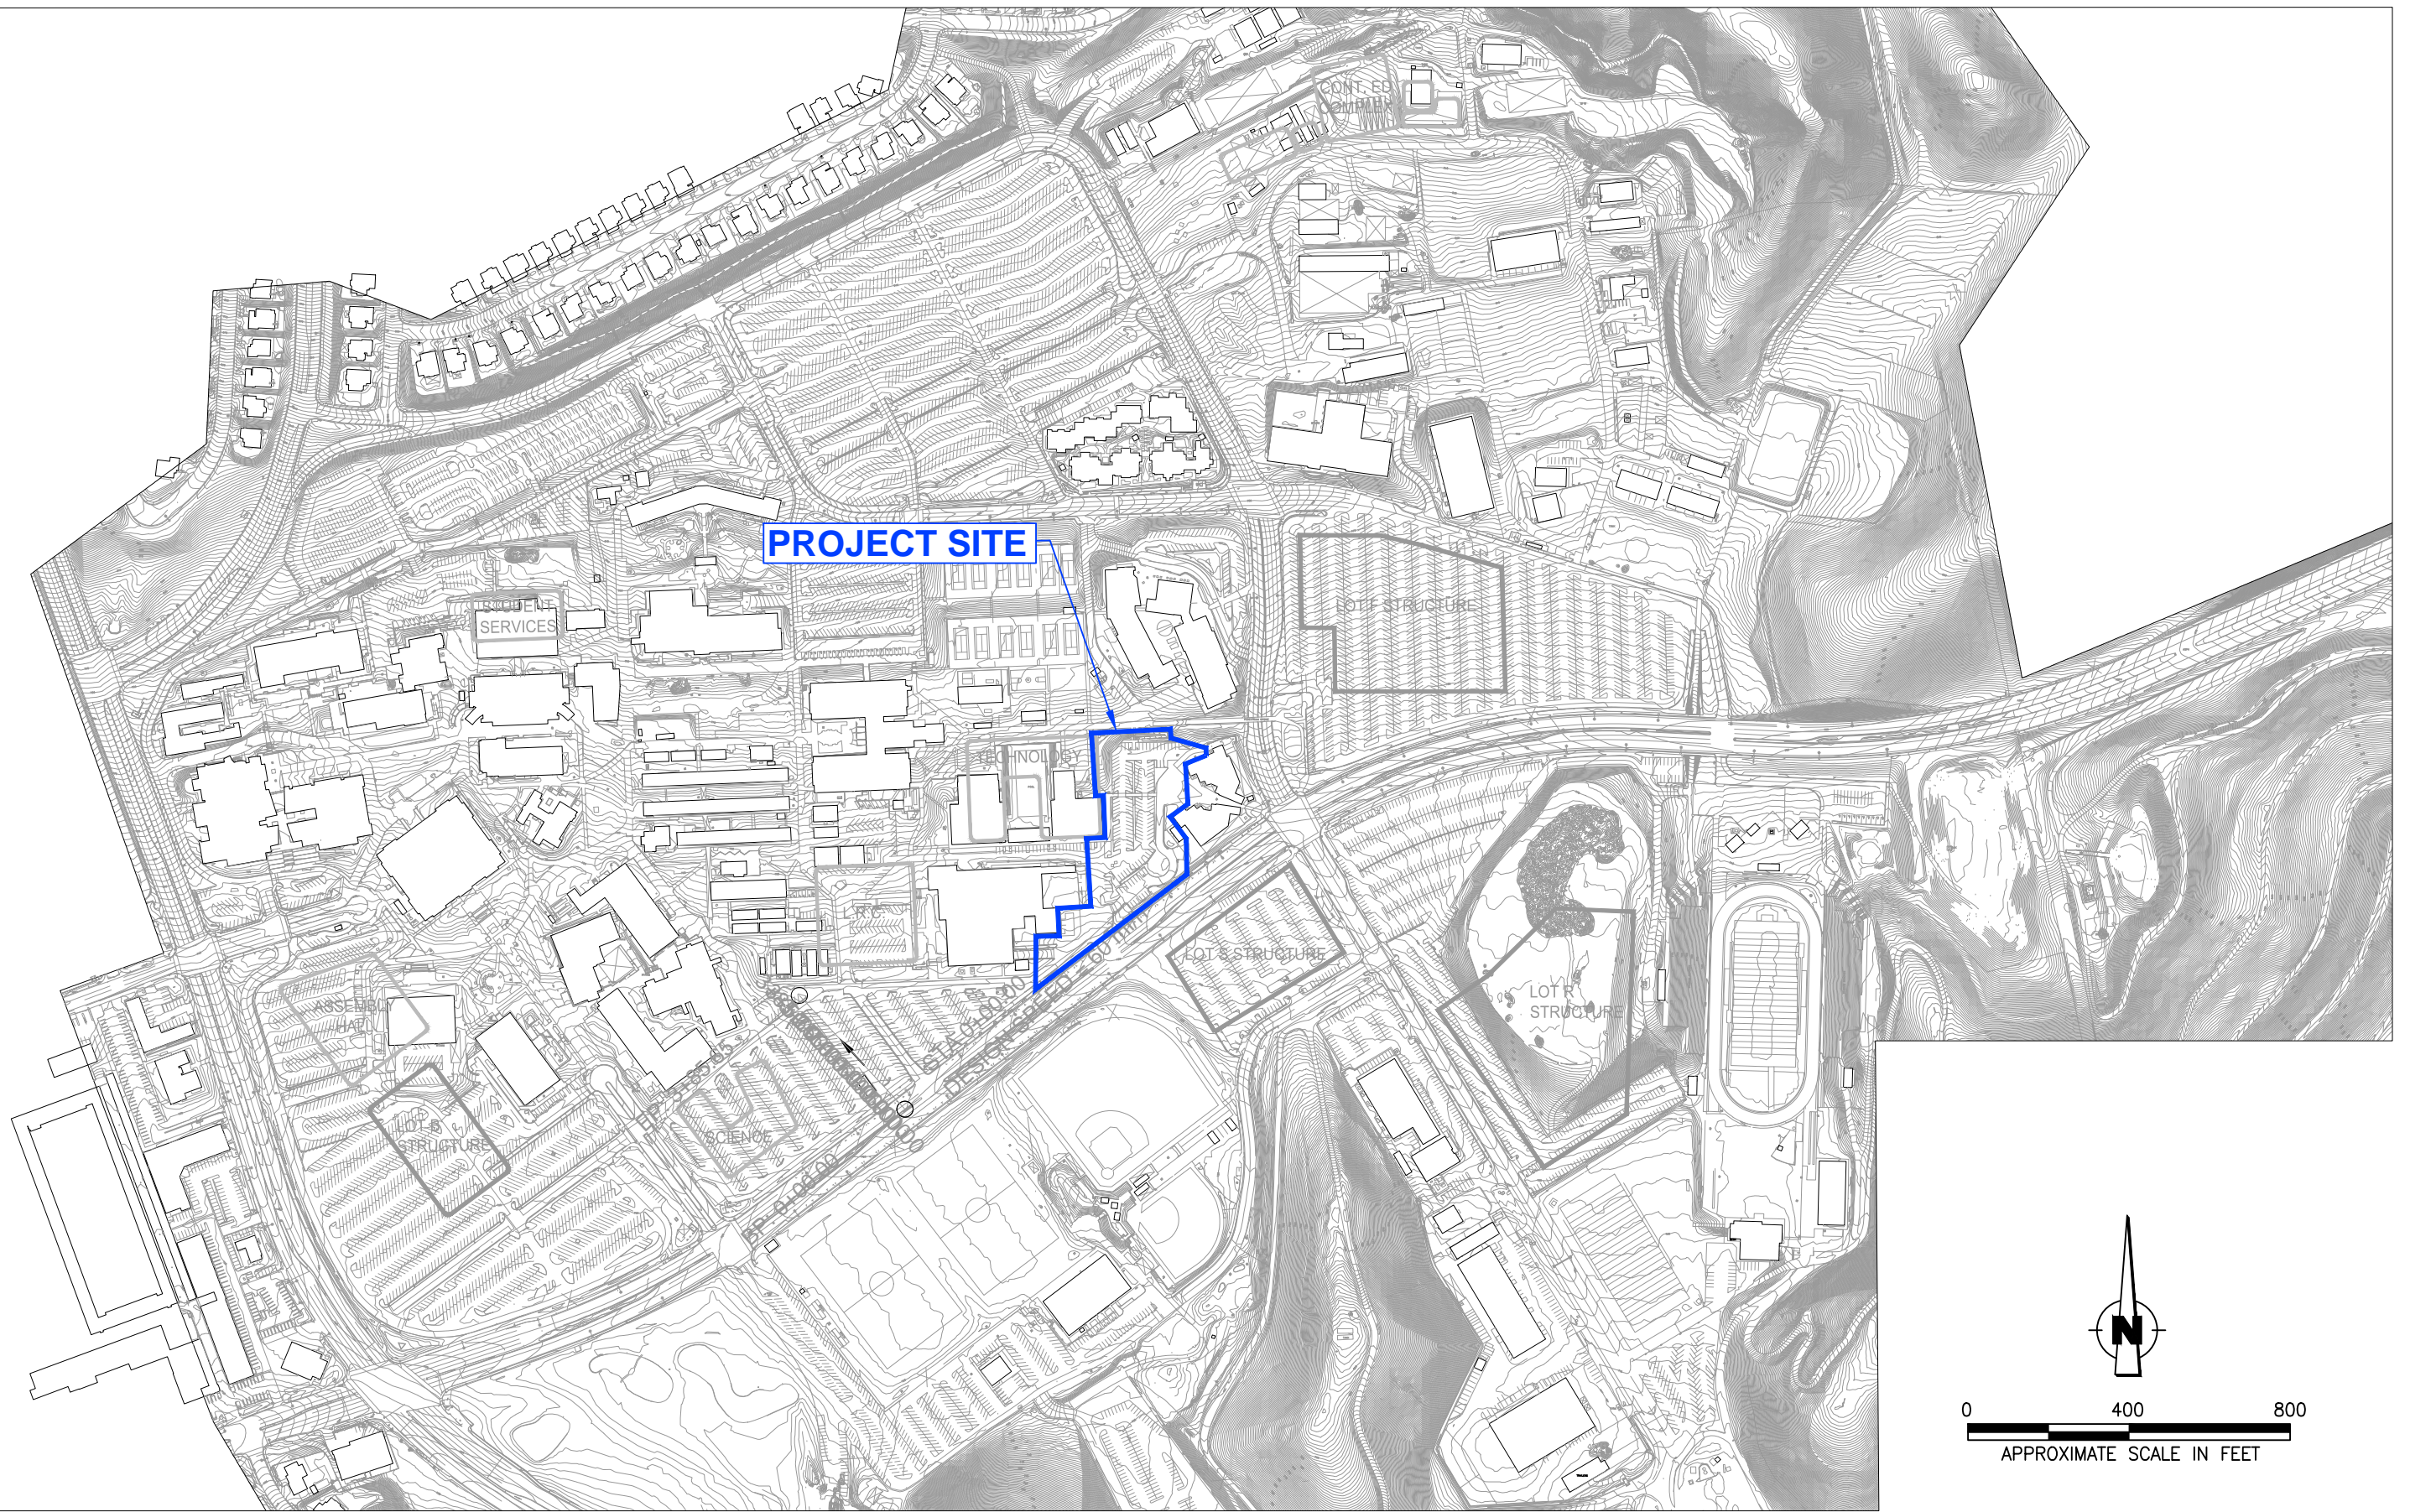 CONT. ED
COMPLEX
PROJECT SITE
STUDENT
SERVICES
LOT F STRUCTURE
TECHNOLOGY
L.R.C.
LOT S STRUCTURE
LOT R
STRUCTURE
ASSEMBLY
HALL
LOT B
STRUCTURE
SCIENCE
N
0 400 800
APPROXIMATE SCALE IN FEET